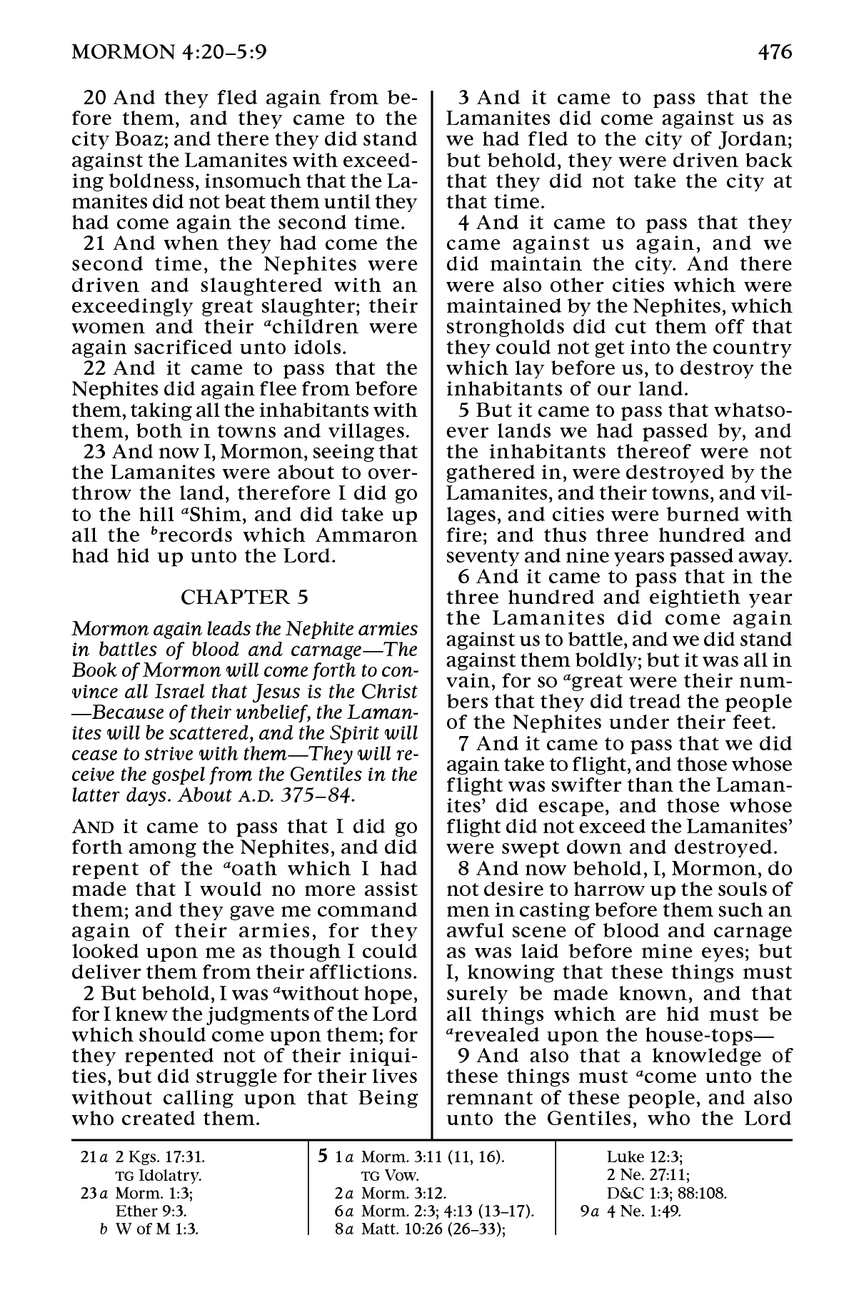 MORMON 4:20–5:9
476
20 And they fled again from be-
fore them, and they came to the
city Boaz; and there they did stand
against the Lamanites with exceed-
ing boldness, insomuch that the La-
manites did not beat them until they
had come again the second time.
21 And when they had come the
second time, the Nephites were
driven and slaughtered with an
exceedingly great slaughter; their
women and their achildren were
again sacrificed unto idols.
22 And it came to pass that the
Nephites did again flee from before
them, taking all the inhabitants with
them, both in towns and villages.
23 And now I, Mormon, seeing that
the Lamanites were about to over-
throw the land, therefore I did go
to the hill aShim, and did take up
all the brecords which Ammaron
had hid up unto the Lord.
CHAPTER 5
Mormon again leads the Nephite armies
in battles of blood and carnage—The
Book of Mormon will come forth to con-
vince all Israel that Jesus is the Christ
—Because of their unbelief, the Laman-
ites will be scattered, and the Spirit will
cease to strive with them—They will re-
ceive the gospel from the Gentiles in the
latter days. About A.D. 375–84.
AND it came to pass that I did go
forth among the Nephites, and did
repent of the aoath which I had
made that I would no more assist
them; and they gave me command
again of their armies, for they
looked upon me as though I could
deliver them from their afflictions.
2 But behold, I was awithout hope,
for I knew the judgments of the Lord
which should come upon them; for
they repented not of their iniqui-
ties, but did struggle for their lives
without calling upon that Being
who created them.
3 And it came to pass that the
Lamanites did come against us as
we had fled to the city of Jordan;
but behold, they were driven back
that they did not take the city at
that time.
4 And it came to pass that they
came against us again, and we
did maintain the city. And there
were also other cities which were
maintained by the Nephites, which
strongholds did cut them off that
they could not get into the country
which lay before us, to destroy the
inhabitants of our land.
5 But it came to pass that whatso-
ever lands we had passed by, and
the inhabitants thereof were not
gathered in, were destroyed by the
Lamanites, and their towns, and vil-
lages, and cities were burned with
fire; and thus three hundred and
seventy and nine years passed away.
6 And it came to pass that in the
three hundred and eightieth year
the Lamanites did come again
against us to battle, and we did stand
against them boldly; but it was all in
vain, for so agreat were their num-
bers that they did tread the people
of the Nephites under their feet.
7 And it came to pass that we did
again take to flight, and those whose
flight was swifter than the Laman-
ites’ did escape, and those whose
flight did not exceed the Lamanites’
were swept down and destroyed.
8 And now behold, I, Mormon, do
not desire to harrow up the souls of
men in casting before them such an
awful scene of blood and carnage
as was laid before mine eyes; but
I, knowing that these things must
surely be made known, and that
all things which are hid must be
arevealed upon the house-tops—
9 And also that a knowledge of
these things must acome unto the
remnant of these people, and also
unto the Gentiles, who the Lord
21a 2 Kgs. 17:31.
TG Idolatry.
23a Morm. 1:3;
Ether 9:3.
b W of M 1:3.
5 1a Morm. 3:11 (11, 16).
TG Vow.
2a Morm. 3:12.
6a Morm. 2:3; 4:13 (13–17).
8a Matt. 10:26 (26–33);
Luke 12:3;
2 Ne. 27:11;
D&C 1:3; 88:108.
9a 4 Ne. 1:49.